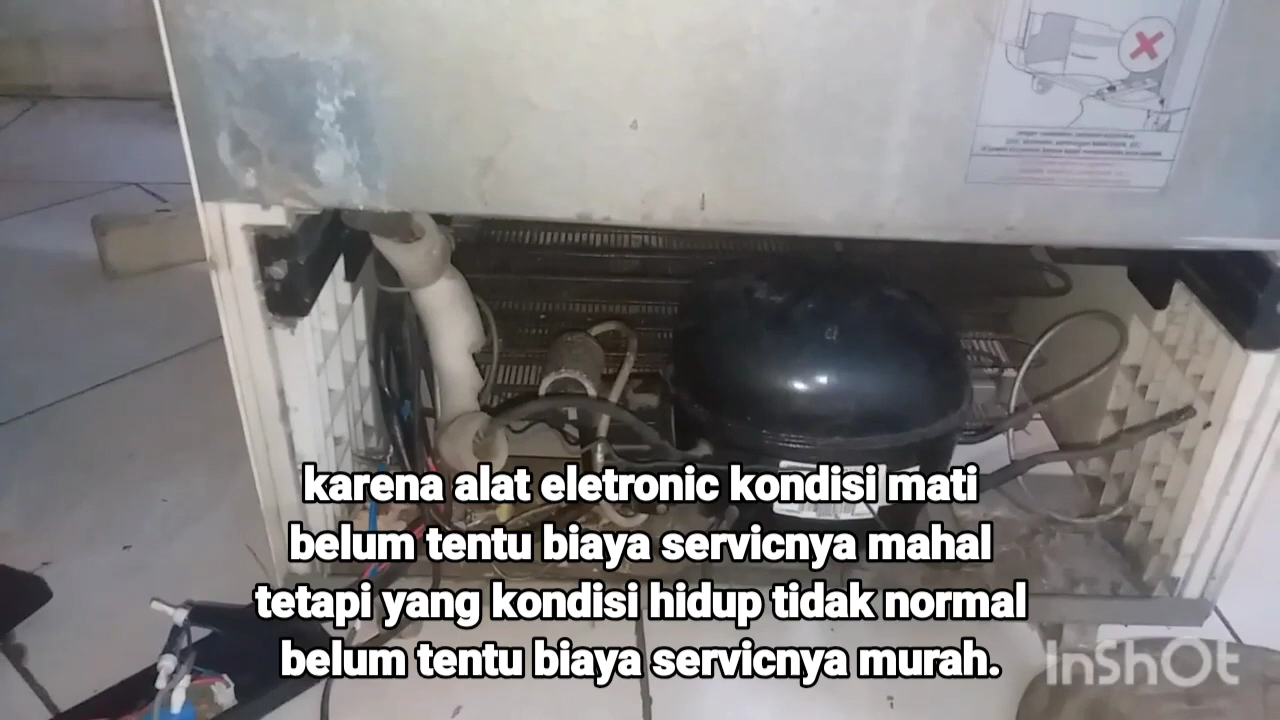 karena alat eletronic kondisi mati
belum tentu biaya servicnya mahal
tetapi yang kondisi hidup tidak normal
belum tentu biaya servicnya murah.
InShOt